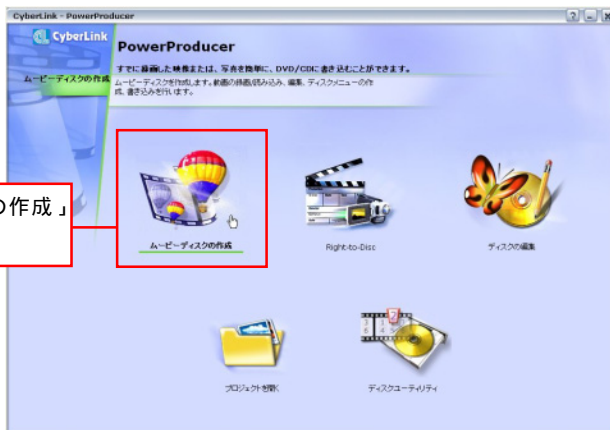 CyberLink - PowerProducer
CyberLink
PowerProducer
すでに録画した映像または、写真を簡単に、DVD/CDに書き込むことができます。
ムービーディスクの作成
ムービーディスクを作成します。動画の録画/読み込み、編集、ディスクメニューの作
成、書き込みを行います。
の作成」
ムービーディスクの作成
Right-to-Disc
ディスクの編集
プロジェクトを開く
ディスクユーティリティ